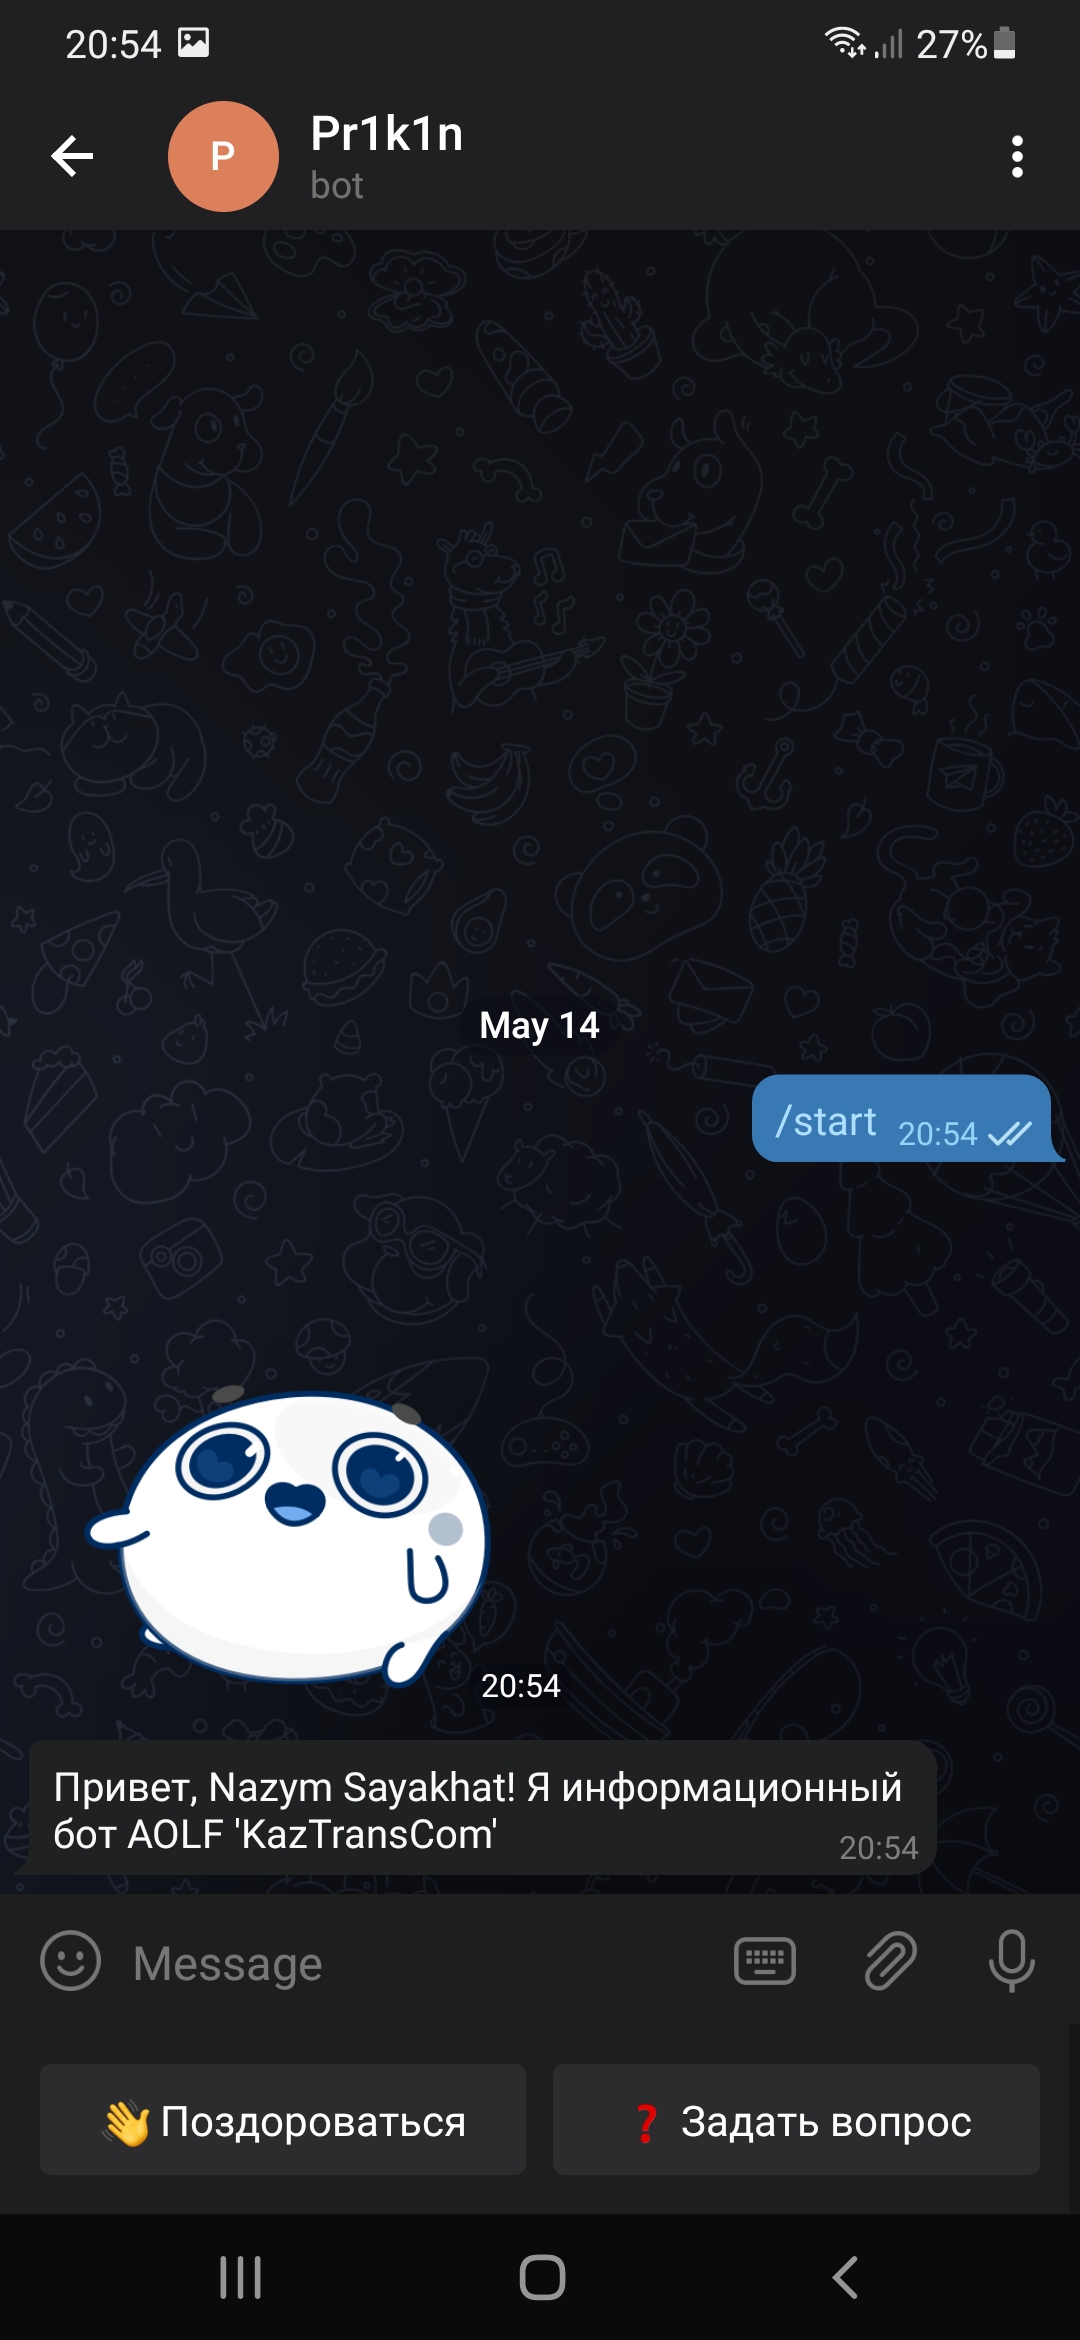 20:54
27%
P
Pr1k1n
bot
May 14
/start 20:54
20:54
Привет, Nazym Sayakhat! Я информационный
бот AOLF 'KazTransCom'
20:54
Message
👋 Поздороваться
❓ Задать вопрос